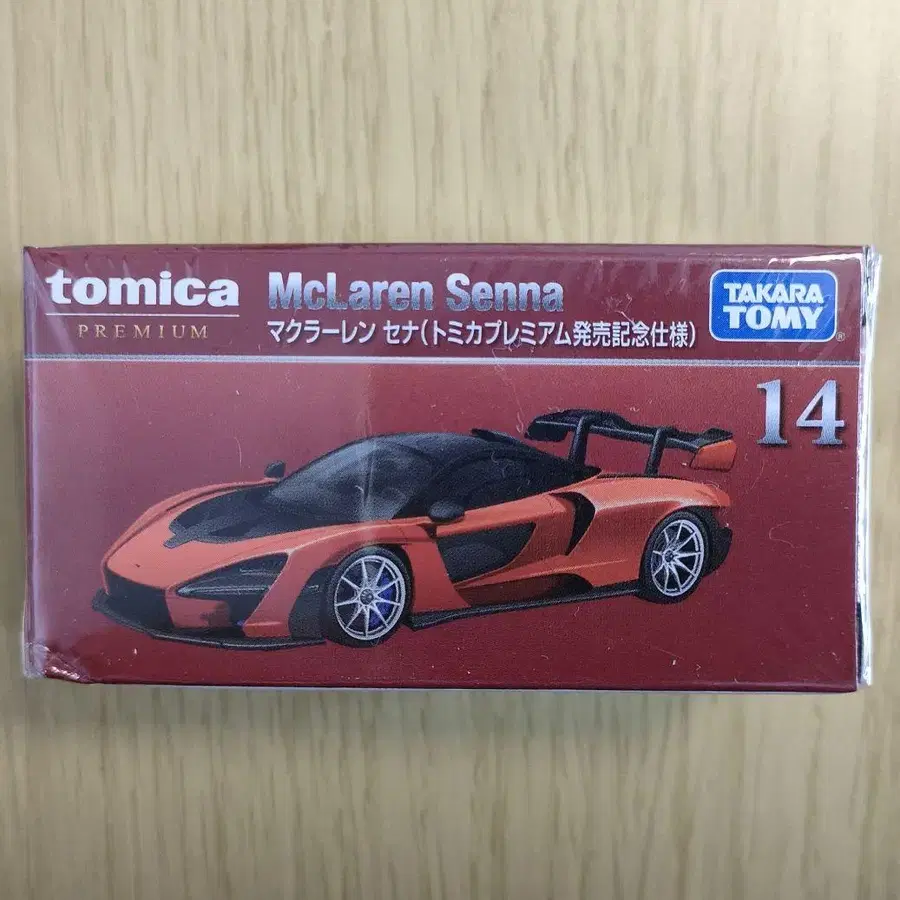 tomica
PREMIUM
McLaren Senna
マクラーレン セナ(トミカプレミアム発売記念仕様)
TAKARA
TOMY
®
14